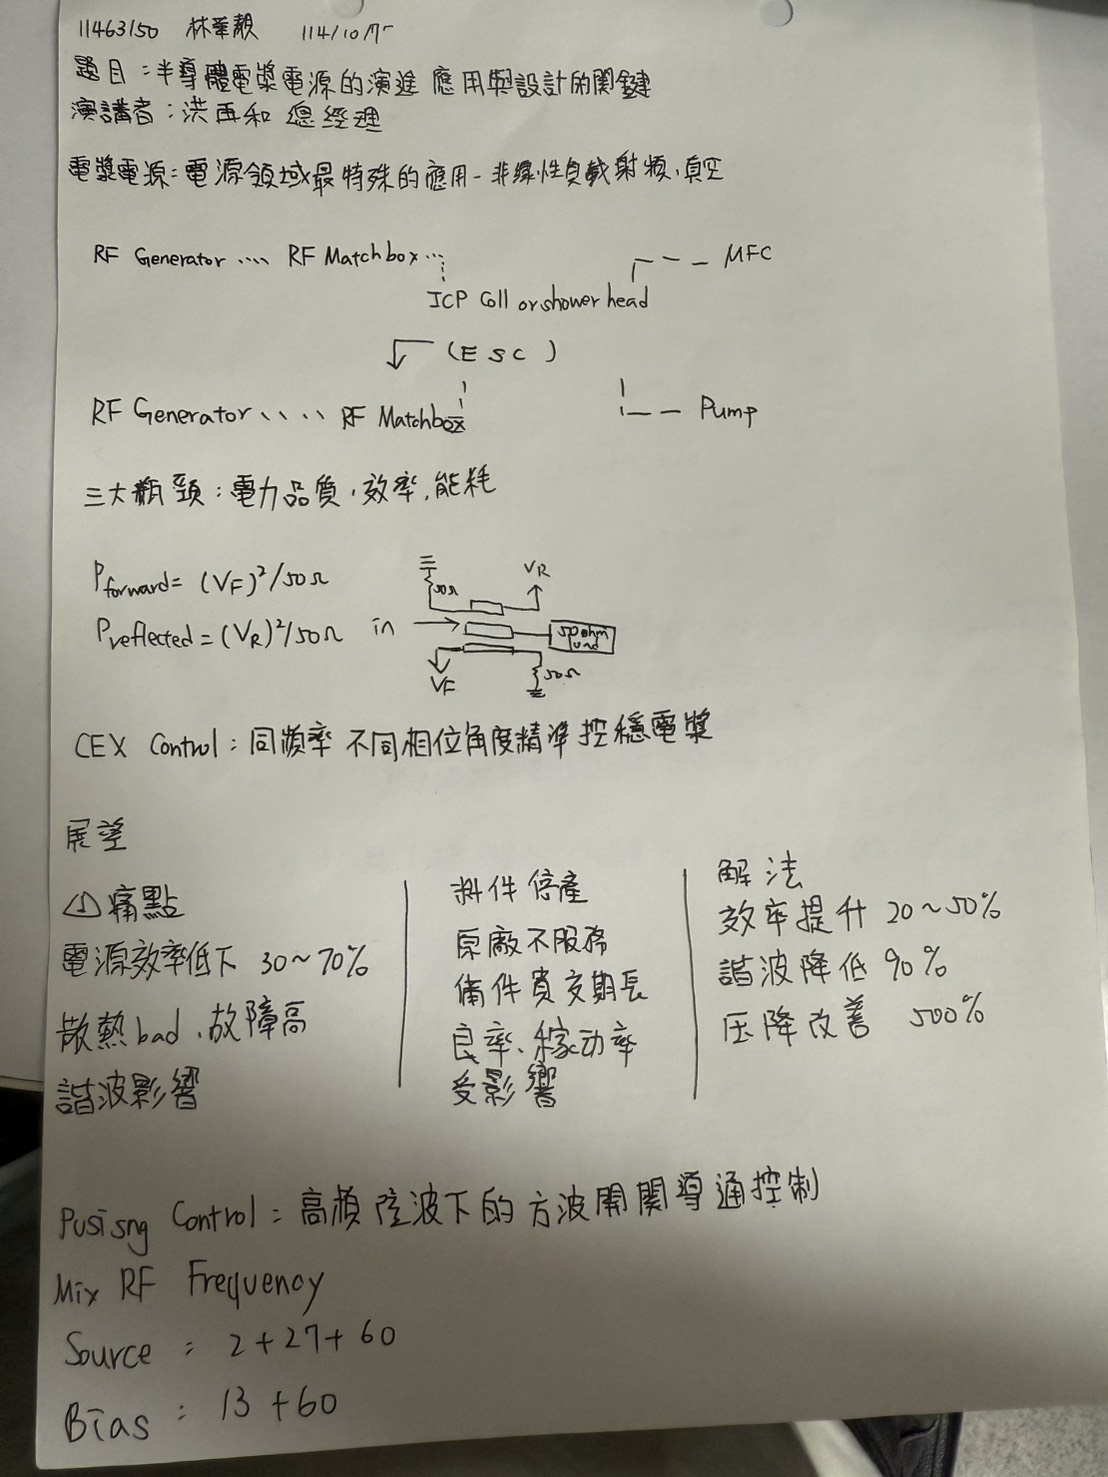 11463150 林華靚 114/10/15
題目：半導體電漿電源的演進 應用與設計的關鍵
演講者：洪再和 總經理
電漿電源：電源領域最特殊的應用-非線性負載射頻、真空
RF Generator .... RF Matchbox ...
MFC
ICP Coll or shower head
(ESC)
RF Generator .... RF Matchbox
Pump
三大瓶頸：電力品質、效率、能耗
Pforward = (VF)²/50Ω
Preflected = (VR)²/50Ω
50Ω
VR
in
50 ohm
VF
50Ω
CEX Control：同頻率 不同相位角度精準控穩電漿
展望
① 痛點
電源效率低下 30~70%
散熱bad、故障高
諧波影響
料件停產
原廠不服務
備件貴交期長
良率、稼动率
受影響
解法
效率提升 20~50%
諧波降低 90%
压降改善 500%
Pusisng Control：高頻弦波下的方波開關導通控制
Mix RF Frequency
Source : 2+27+60
Bias : 13+60